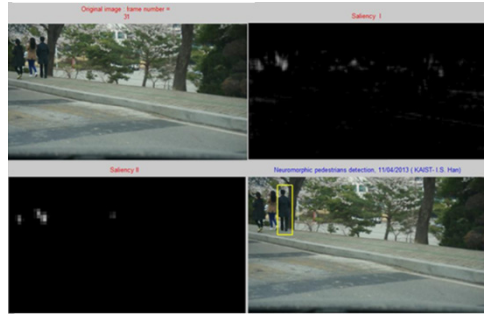 Original image frame number =
31
Saliency I
Saliency II
Neuromorphic pedestrians detection, 11/04/2013 ( KAIST- I.S. Han)